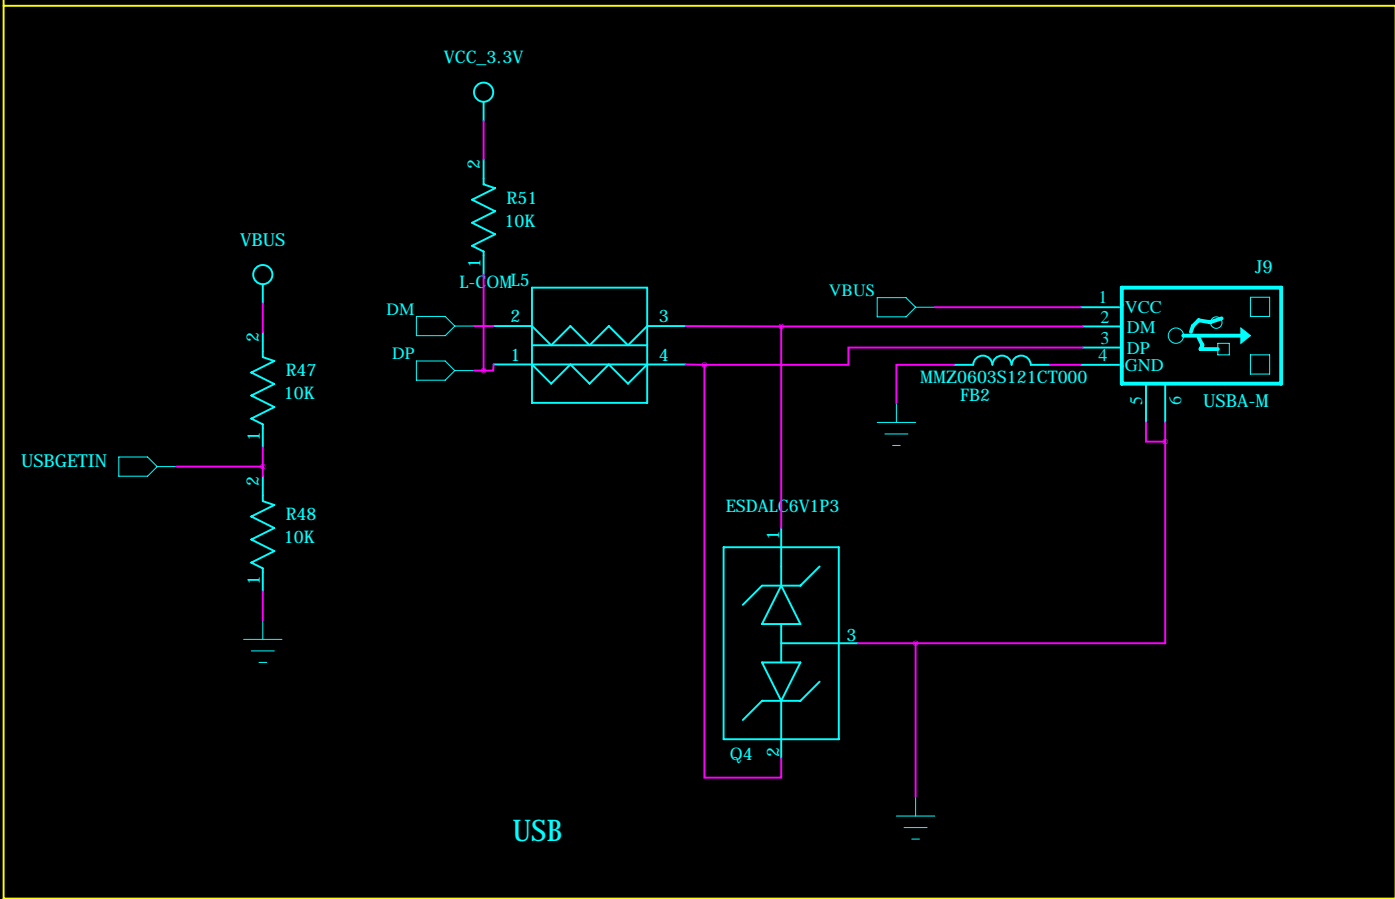 VCC_3.3V
2
R51
10K
1
VBUS
2
R47
10K
1
USBGETIN
2
R48
10K
1
L-COM
L5
DM
2
3
DP
1
4
VBUS
J9
1
VCC
2
DM
3
DP
4
GND
MMZ0603S121CT000
FB2
5
6
USBA-M
ESDALC6V1P3
1
3
Q4
2
USB